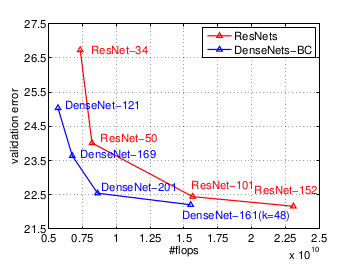 27.5
26.5
25.5
24.5
23.5
22.5
21.5
validation error
ResNets
DenseNets-BC
ResNet-34
DenseNet-121
ResNet-50
DenseNet-169
DenseNet-201
ResNet-101
ResNet-152
DenseNet-161(k=48)
0.5 0.75 1 1.25 1.5 1.75 2 2.25 2.5
#flops
x 10^10